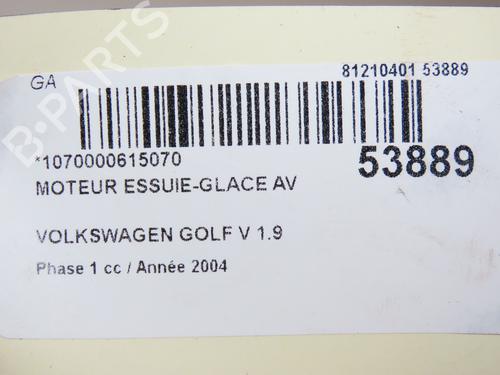 GA
81210401 53889
*1070000615070
53889
MOTEUR ESSUIE-GLACE AV
VOLKSWAGEN GOLF V 1.9
Phase 1 cc / Année 2004
B-PARTS